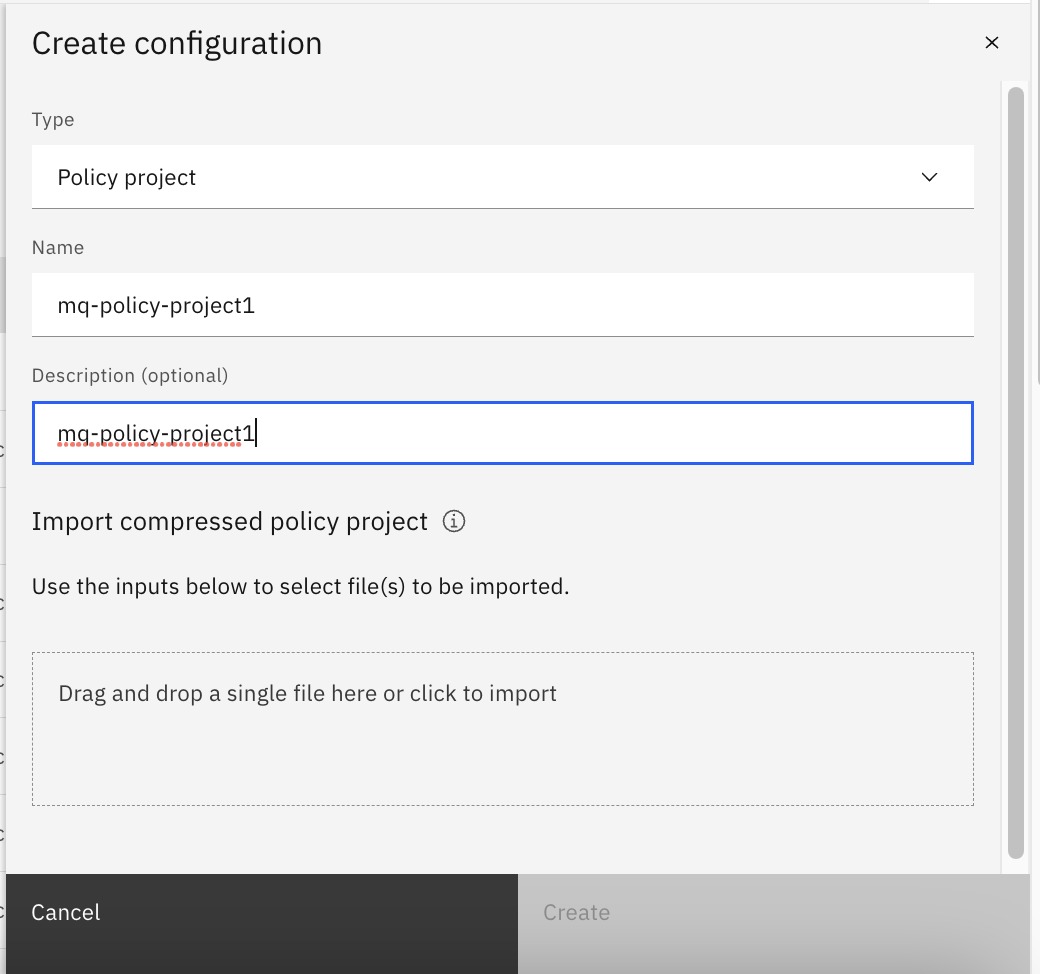 Create configuration
Type
Policy project
Name
mq-policy-project1
Description (optional)
mq-policy-project1
Import compressed policy project
Use the inputs below to select file(s) to be imported.
Drag and drop a single file here or click to import
Cancel
Create